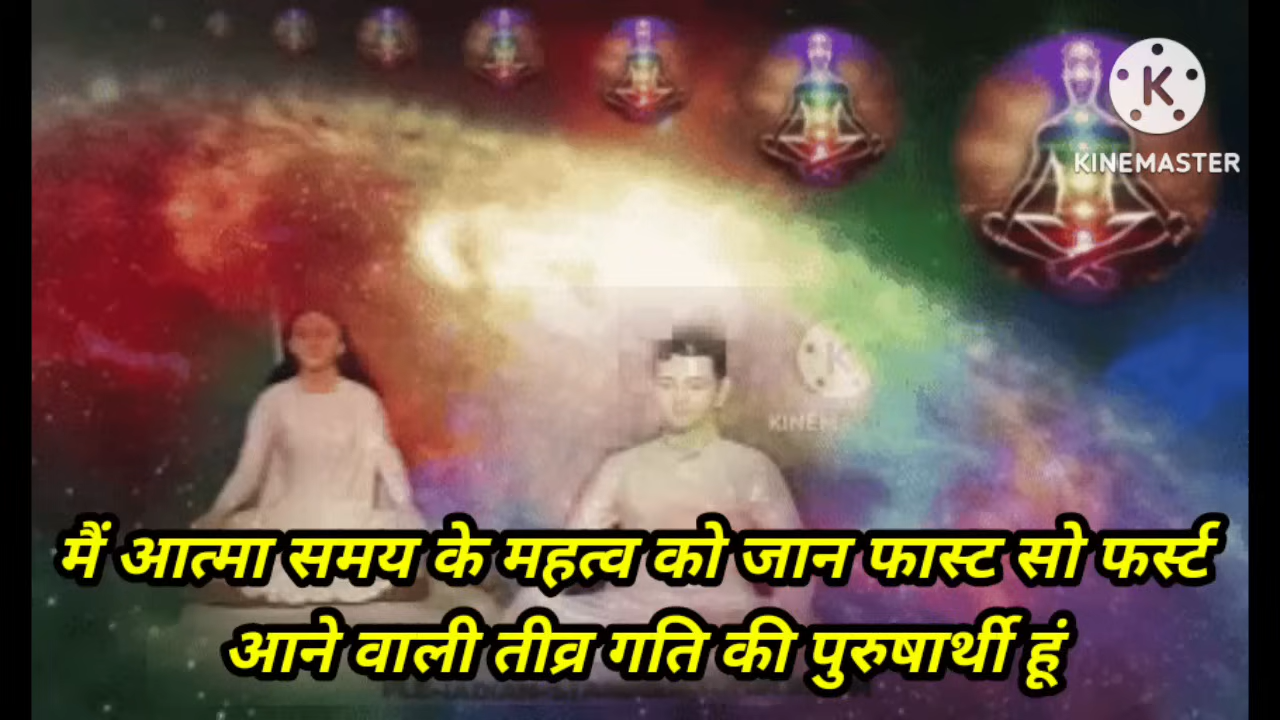 KINEMASTER
मैं आत्मा समय के महत्व को जान फास्ट सो फर्स्ट
आने वाली तीव्र गति की पुरुषार्थी हूं